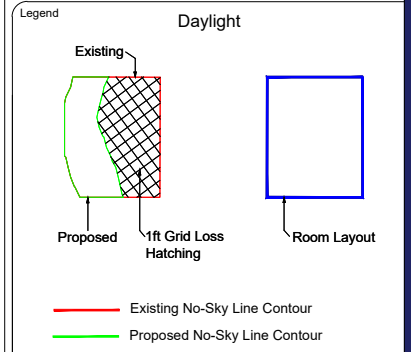 Legend
Daylight
Existing
Proposed
1ft Grid Loss
Hatching
Room Layout
Existing No-Sky Line Contour
Proposed No-Sky Line Contour